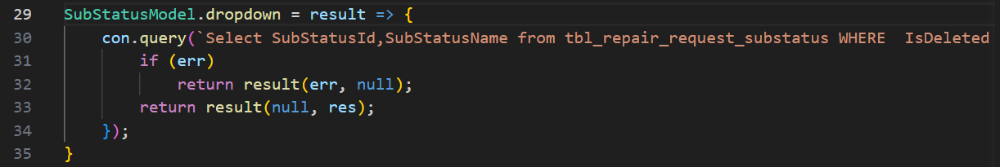 29 SubStatusModel.dropdown = result => {
30 con.query(`Select SubStatusId,SubStatusName from tbl_repair_request_substatus WHERE  IsDeleted
31 if (err)
32 return result(err, null);
33 return result(null, res);
34 });
35 }